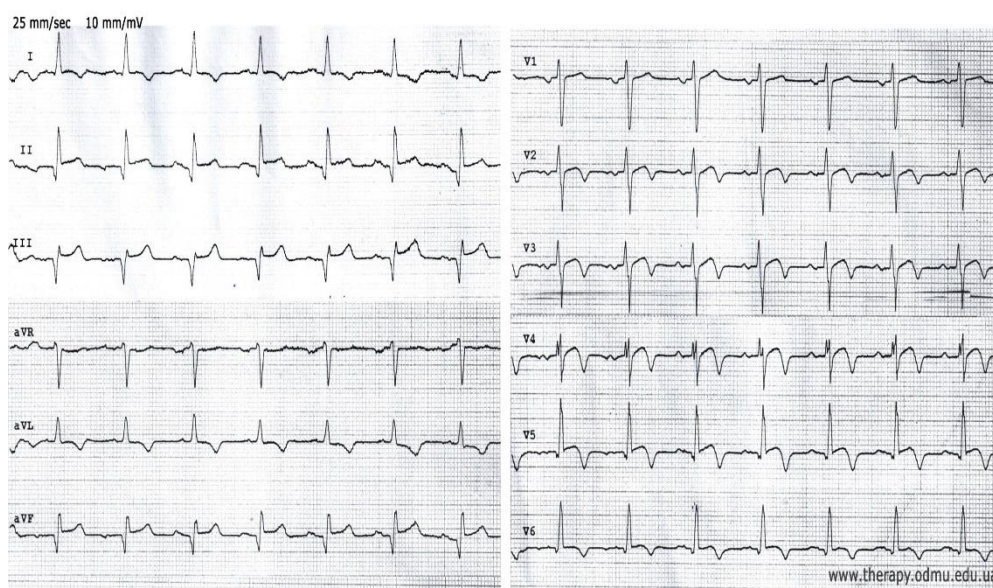 25 mm/sec 10 mm/mV
I
II
III
aVR
aVL
aVF
V1
V2
V3
V4
V5
V6
www.therapy.odmu.edu.u